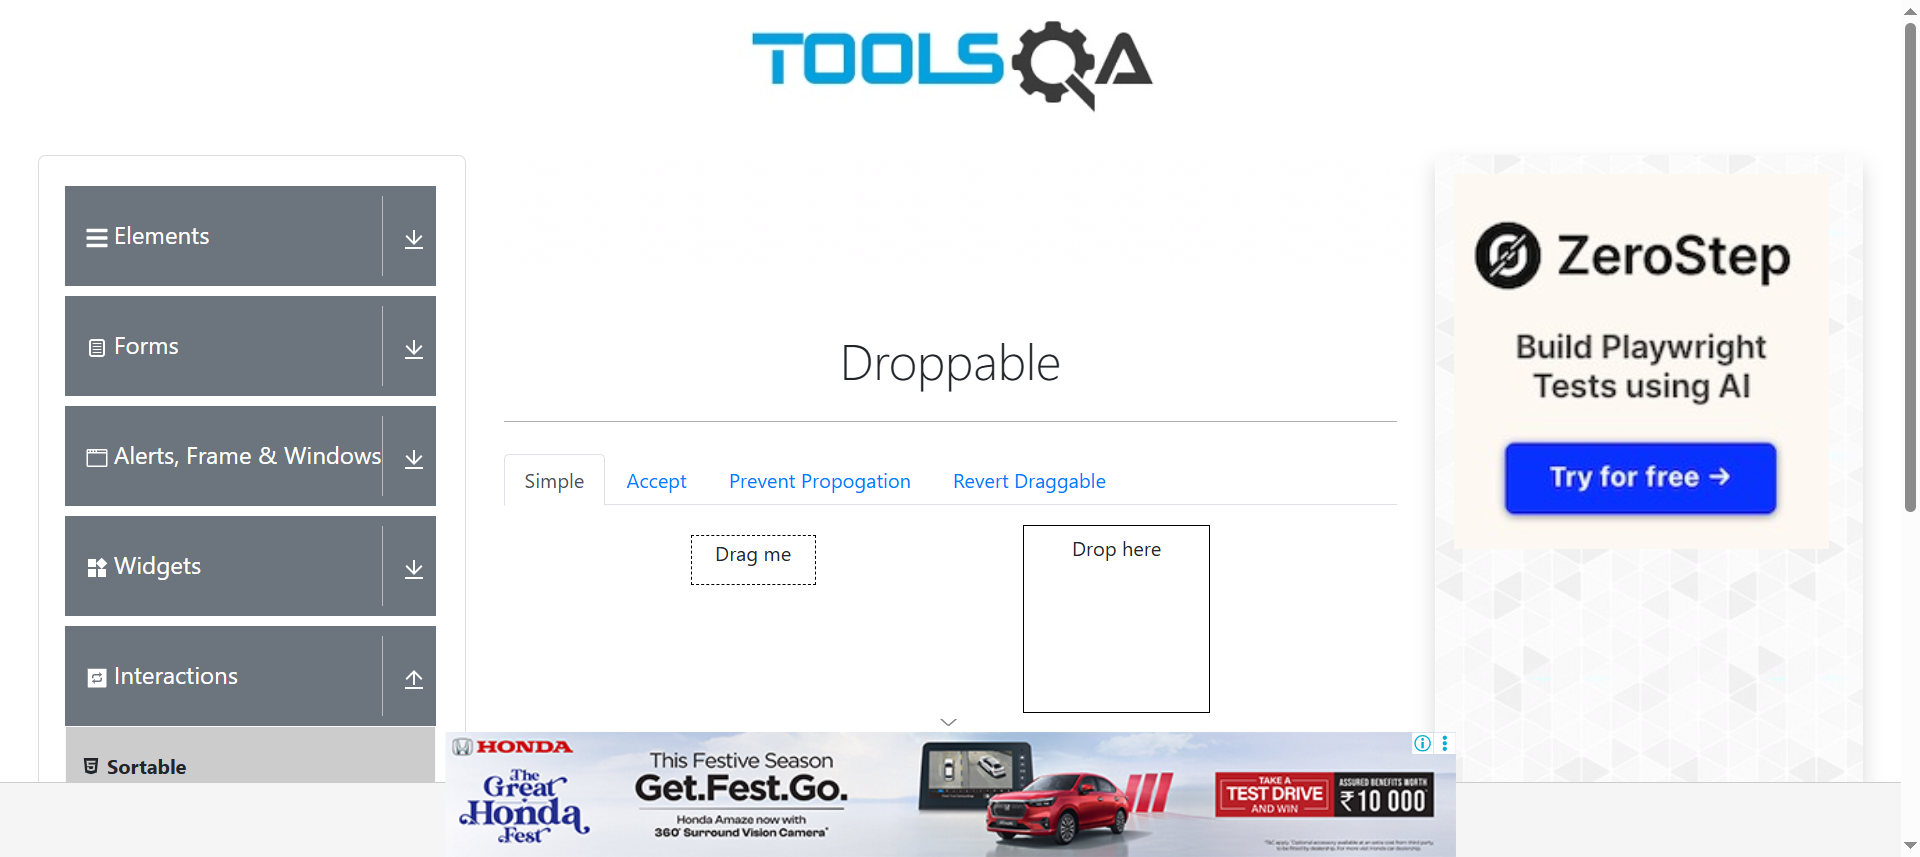 TOOLSQA
Elements
Forms
Alerts, Frame & Windows
Widgets
Interactions
Sortable
Droppable
Simple
Accept
Prevent Propogation
Revert Draggable
Drag me
Drop here
ZeroStep
Build Playwright
Tests using AI
Try for free →
HONDA
The
Great
Honda
Fest
This Festive Season
Get.Fest.Go.
Honda Amaze now with
360° Surround Vision Camera*
TAKE A
TEST DRIVE
AND WIN
ASSURED BENEFITS WORTH
₹10 000